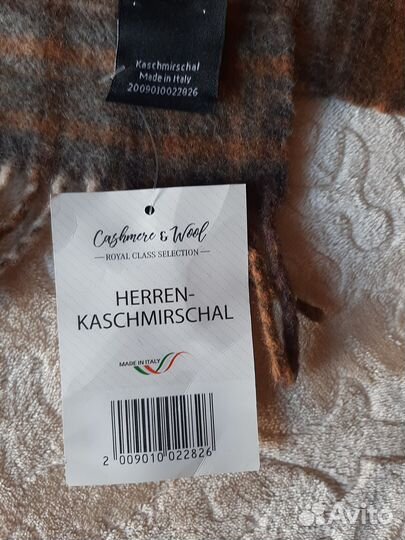 Kaschmirschal
Made in Italy
2009010022826
Cashmere & Wool
ROYAL CLASS SELECTION
HERREN-
KASCHMIRSCHAL
MADE IN ITALY
2 009010 022826
Avito